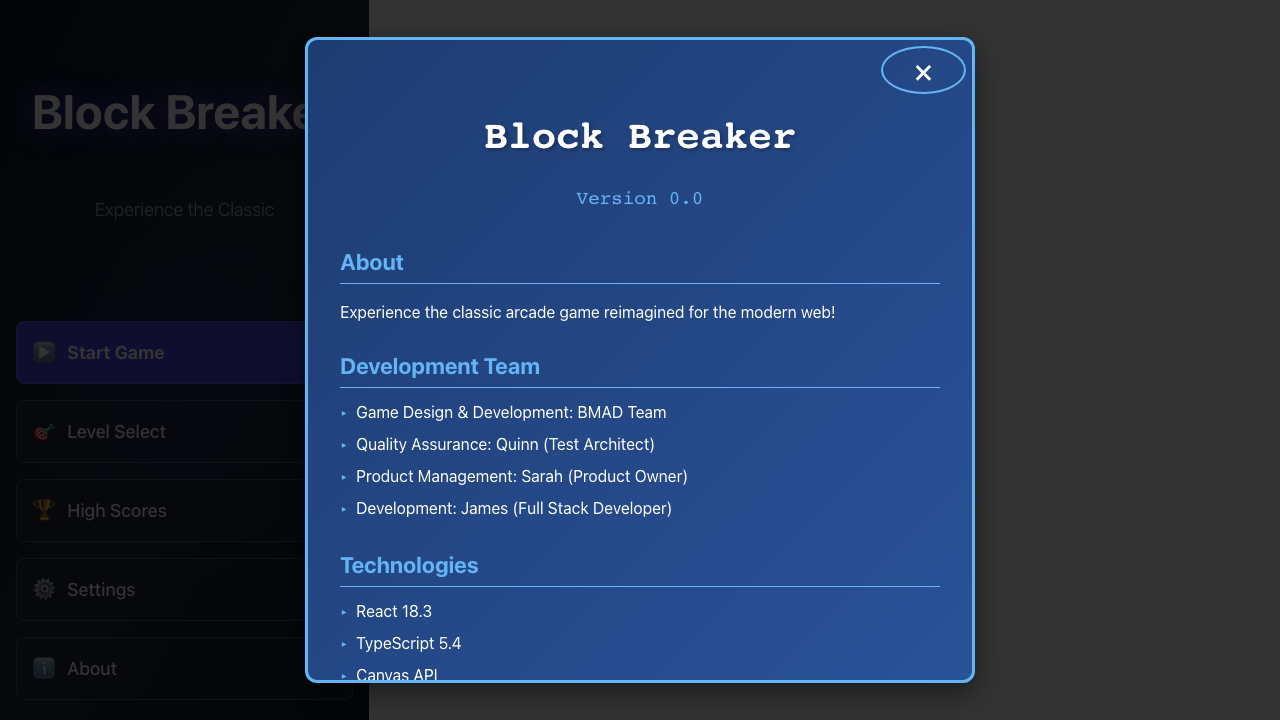 Block Breake
Experience the Classic
Start Game
Level Select
High Scores
Settings
About
×
Block Breaker
Version 0.0
About
Experience the classic arcade game reimagined for the modern web!
Development Team
‣ Game Design & Development: BMAD Team
‣ Quality Assurance: Quinn (Test Architect)
‣ Product Management: Sarah (Product Owner)
‣ Development: James (Full Stack Developer)
Technologies
‣ React 18.3
‣ TypeScript 5.4
‣ Canvas API